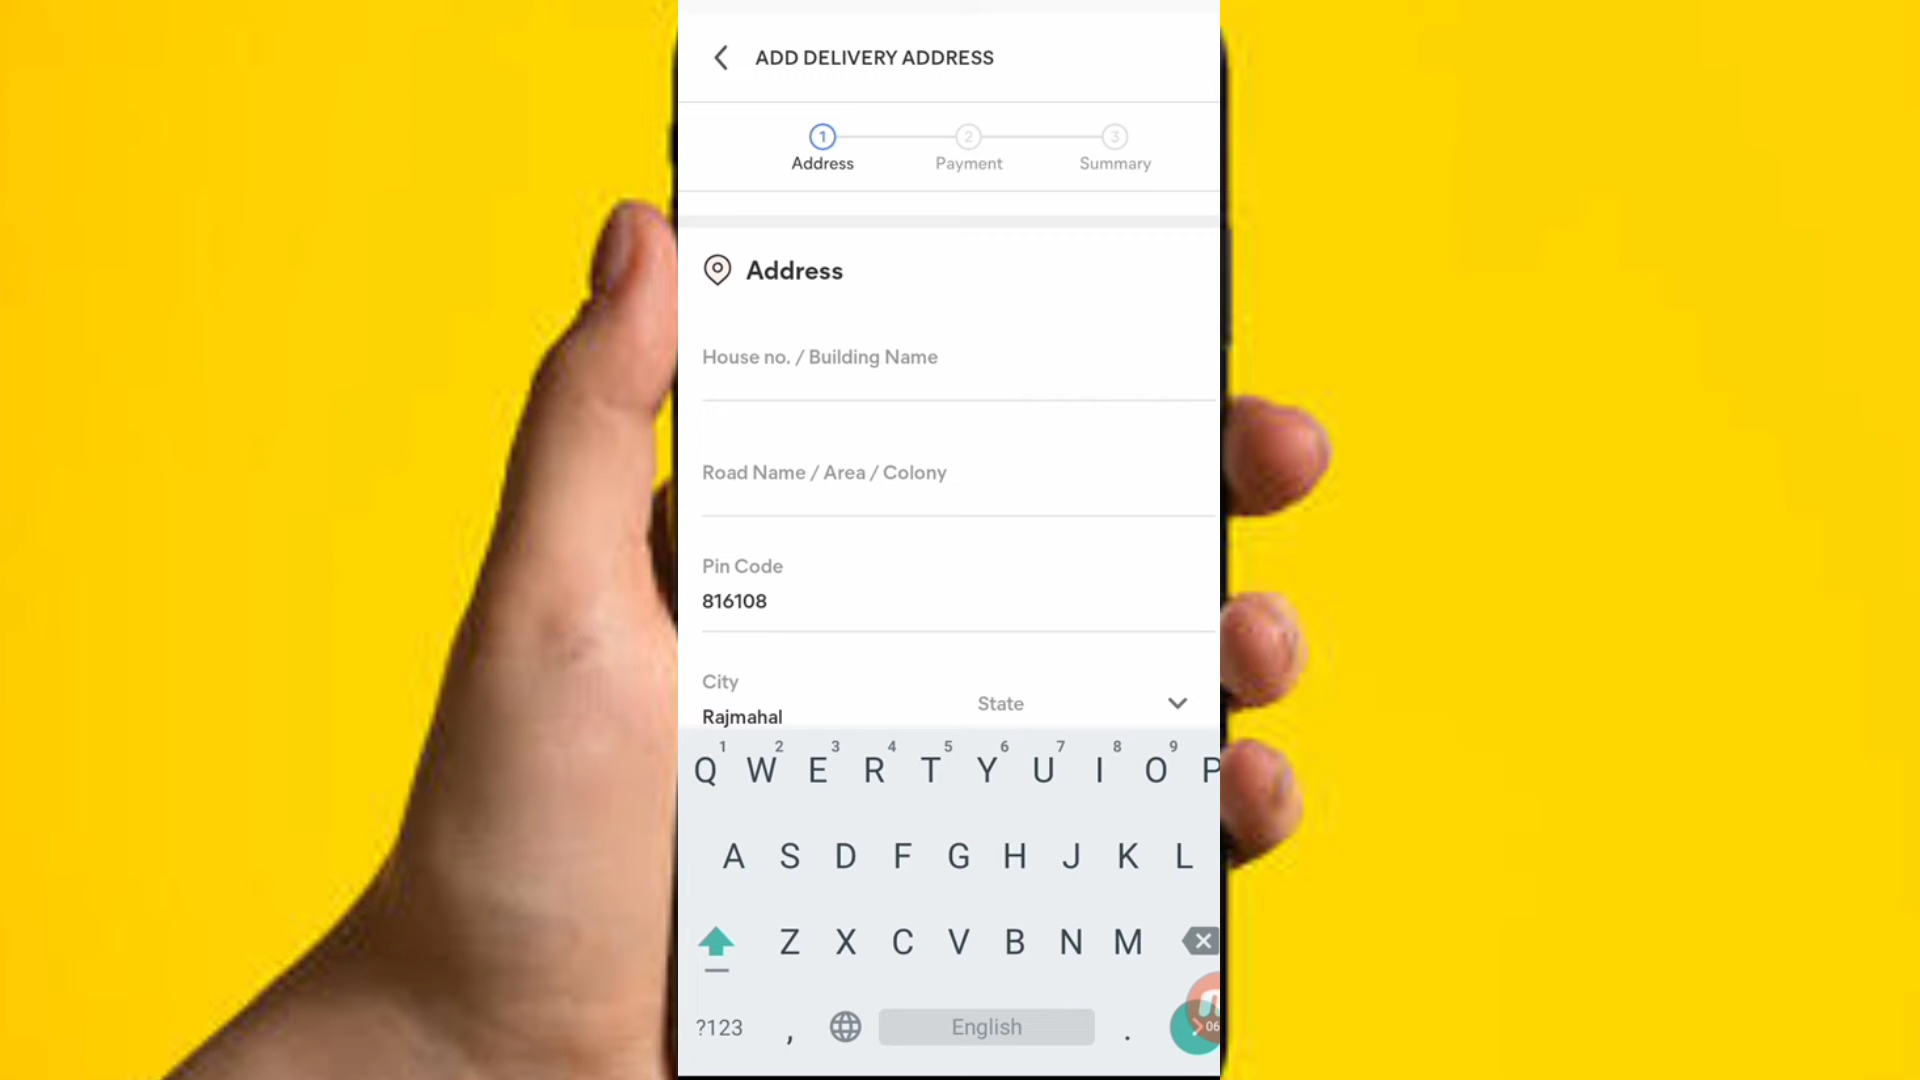 ADD DELIVERY ADDRESS
1 2 3
Address Payment Summary
Address
House no. / Building Name
Road Name / Area / Colony
Pin Code
816108
City
State
Rajmahal
1 2 3 4 5 6 7 8 9
Q W E R T Y U I O P
A S D F G H J K L
Z X C V B N M
?123 , English .
06